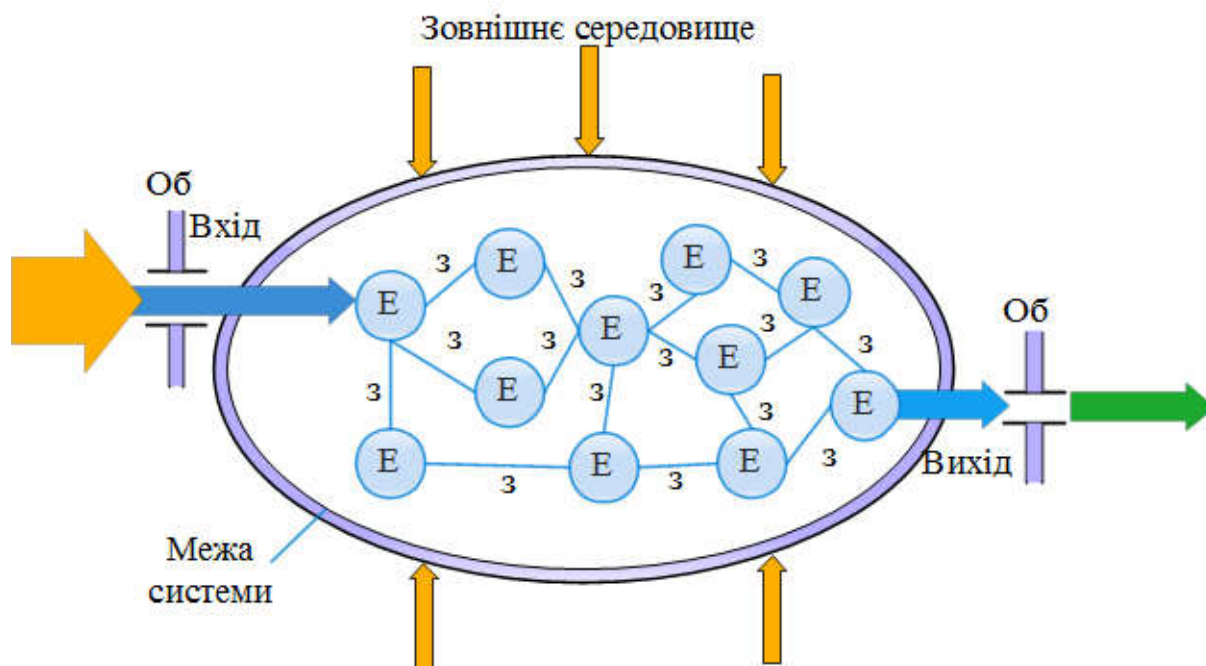 Зовнішнє середовище
Об
Вхід
з
Е
з
Е
з
Е
з
Е
з
Е
з
Е
з
з
Е
з
з
Е
з
Об
з
Е
з
з
Е
Е
з
Е
Е
з
з
Вихід
Межа
системи